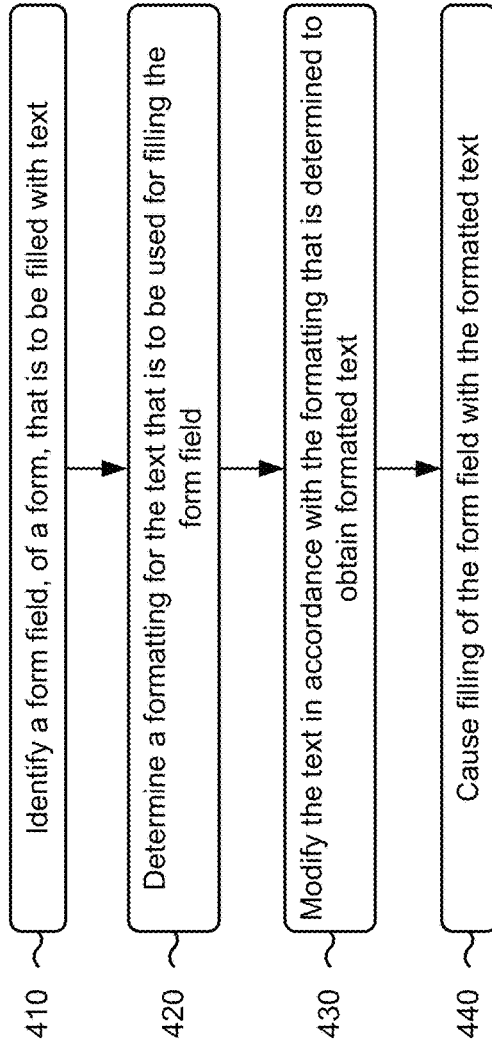 410
Identify a form field, of a form, that is to be filled with text
420
Determine a formatting for the text that is to be used for filling the
form field
430
Modify the text in accordance with the formatting that is determined to
obtain formatted text
440
Cause filling of the form field with the formatted text